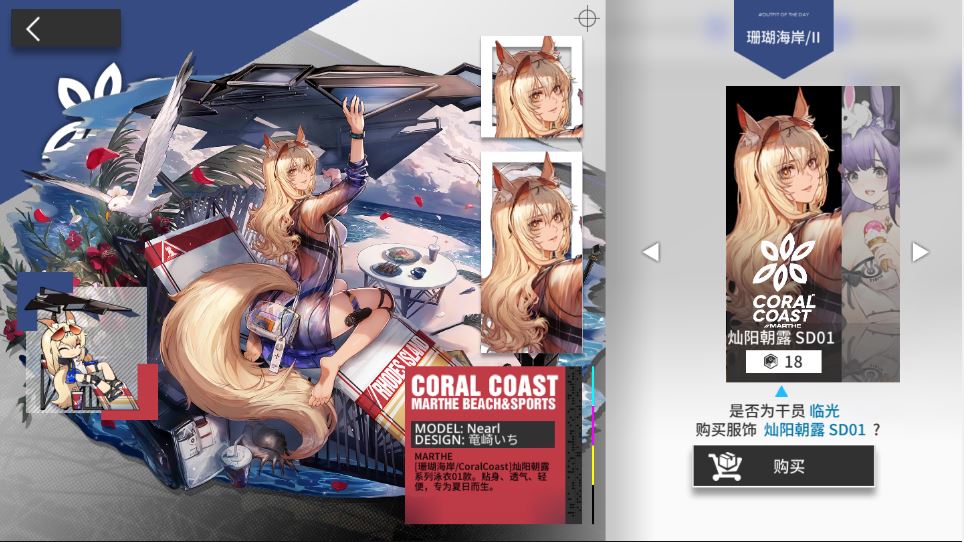 #OUTFIT OF THE DAY
珊瑚海岸/II
RHODES ISLAND
CORAL COAST
MARTHE BEACH&SPORTS
MODEL: Nearl
DESIGN: 竜崎いち
MARTHE
[珊瑚海岸/CoralCoast]灿阳朝露
系列泳衣01款。贴身、透气、轻
便，专为夏日而生。
CORAL
COAST
//MARTHE
灿阳朝露 SD01
18
是否为干员 临光
购买服饰 灿阳朝露 SD01 ?
购买